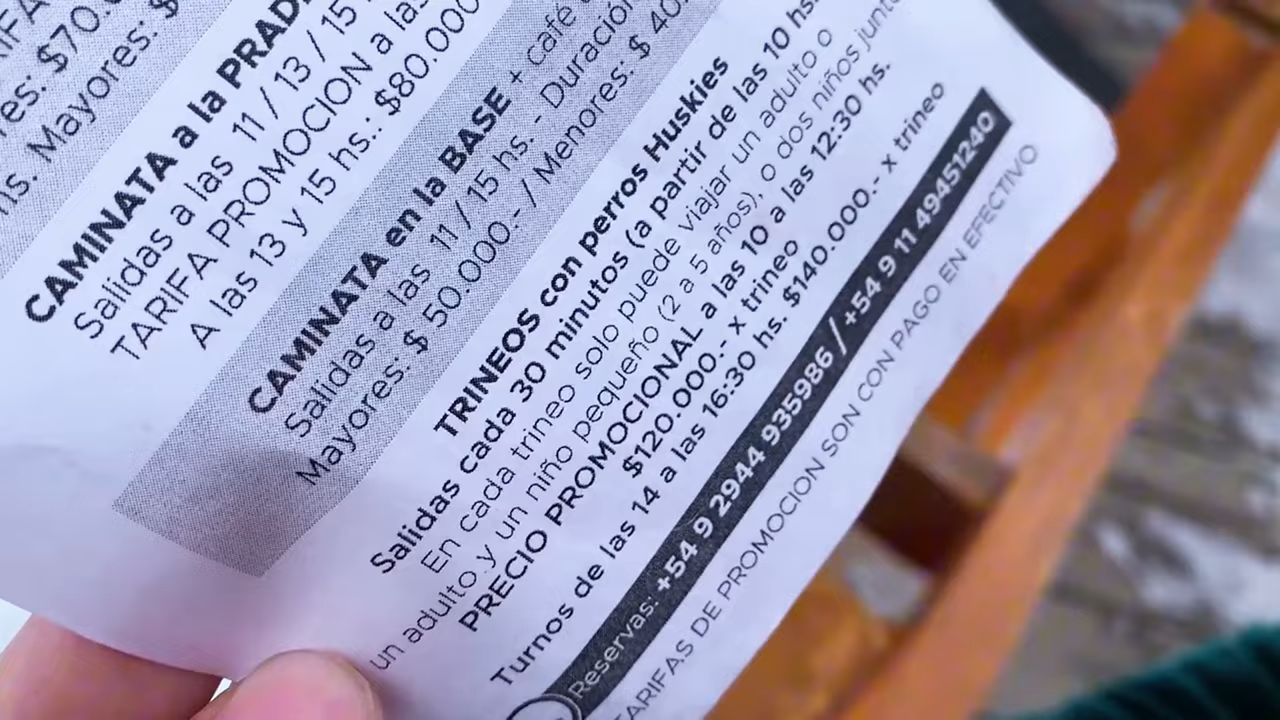 $70.0
hs. Mayores: $
CAMINATA a la PRAD
Salidas a las 11 / 13 / 15
TARIFA PROMOCION a las
A las 13 y 15 hs.: $80.000
CAMINATA en la BASE + café
Salidas a las 11 / 15 hs. - Duración
Mayores: $ 50.000.- / Menores: $ 40.
TRINEOS con perros Huskies
Salidas cada 30 minutos (a partir de las 10 hs.
En cada trineo solo puede viajar un adulto o
un adulto y un niño pequeño (2 a 5 años), o dos niños junto
PRECIO PROMOCIONAL a las 10 a las 12:30 hs.
$120.000.- x trineo
Turnos de las 14 a las 16:30 hs. $140.000.- x trineo
Reservas: +54 9 2944 935986 / +54 9 11 49451240
TARIFAS DE PROMOCION SON CON PAGO EN EFECTIVO